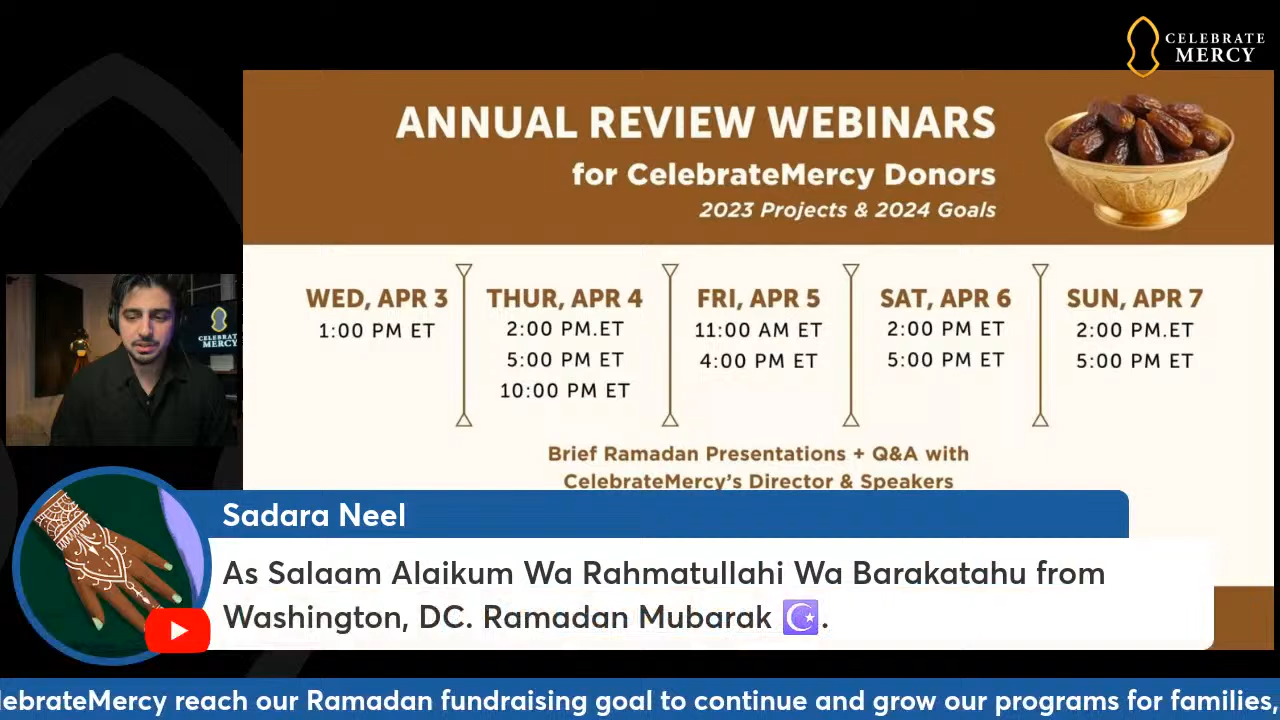 CELEBRATE
MERCY
ANNUAL REVIEW WEBINARS
for CelebrateMercy Donors
2023 Projects & 2024 Goals
WED, APR 3
1:00 PM ET
THUR, APR 4
2:00 PM.ET
5:00 PM ET
10:00 PM ET
FRI, APR 5
11:00 AM ET
4:00 PM ET
SAT, APR 6
2:00 PM ET
5:00 PM ET
SUN, APR 7
2:00 PM.ET
5:00 PM ET
Brief Ramadan Presentations + Q&A with
CelebrateMercy's Director & Speakers
CELEBRATE
MERCY
Sadara Neel
As Salaam Alaikum Wa Rahmatullahi Wa Barakatahu from
Washington, DC. Ramadan Mubarak ☪.
lebrateMercy reach our Ramadan fundraising goal to continue and grow our programs for families,